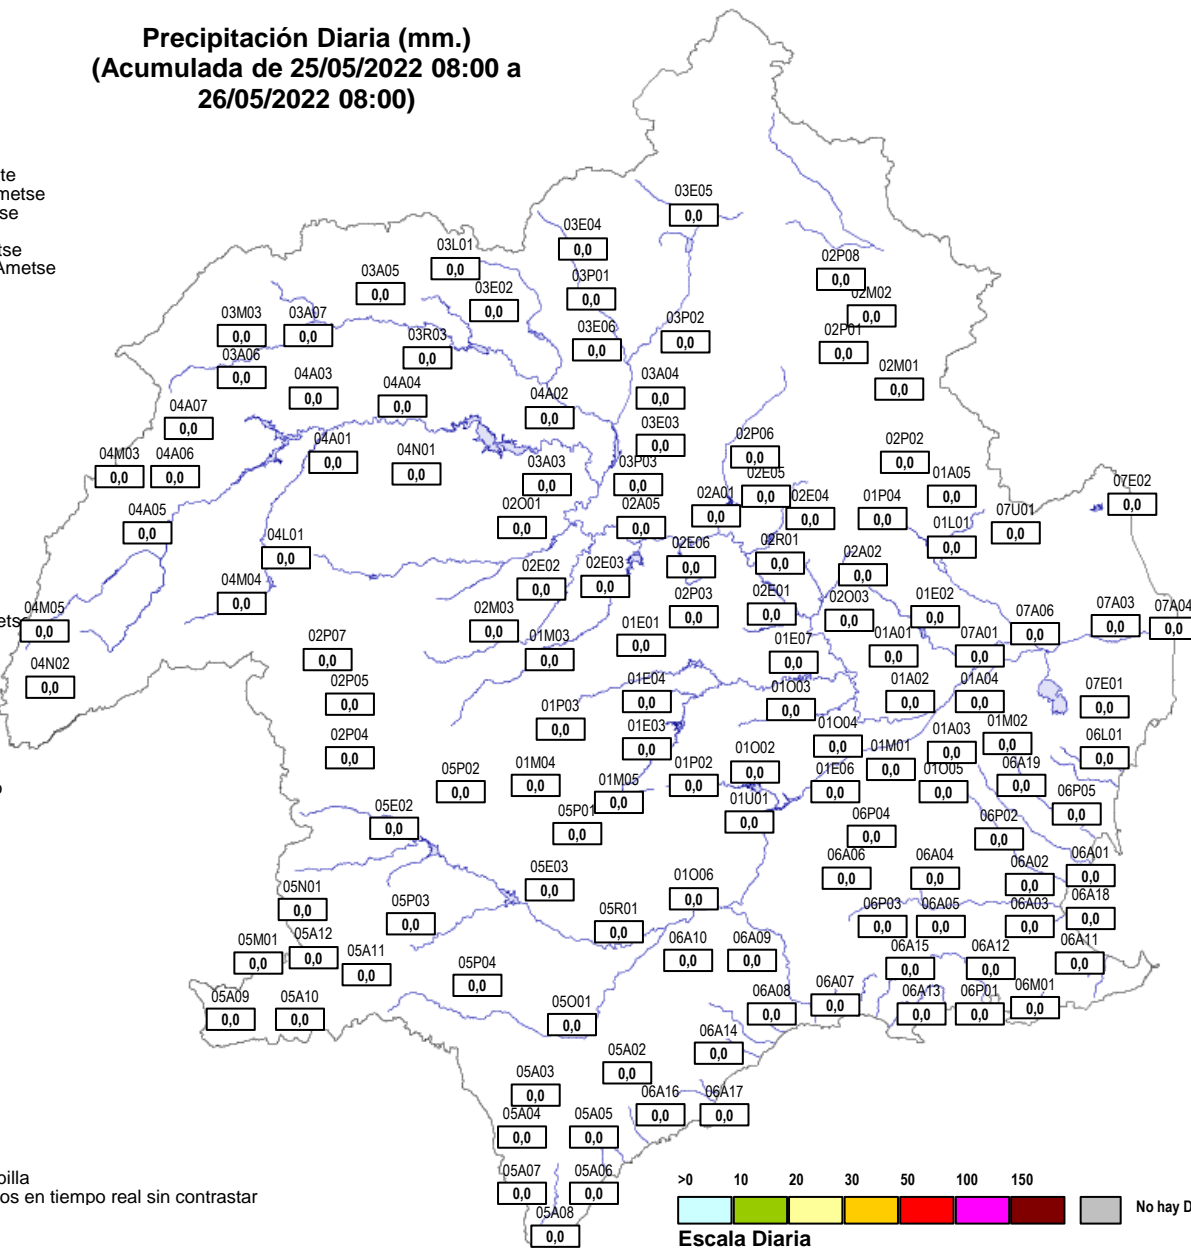 Precipitación Diaria (mm.)
(Acumulada de 25/05/2022 08:00 a
26/05/2022 08:00)
te
metse
se
tse
Ametse
03E05
0,0
03E04
0,0
03L01
0,0
02P08
0,0
03A05
0,0
03P01
0,0
03E02
0,0
02M02
0,0
03M03
0,0
03A07
0,0
03P02
0,0
03E06
0,0
02P01
0,0
03R03
0,0
03A06
0,0
04A03
0,0
04A04
0,0
03A04
0,0
02M01
0,0
04A02
0,0
04A07
0,0
03E03
0,0
04A01
0,0
02P06
0,0
02P02
0,0
04M03
0,0
04A06
0,0
04N01
0,0
03A03
0,0
03P03
0,0
02E05
0,0
01A05
0,0
07E02
0,0
02A01
0,0
02E04
0,0
01P04
0,0
04A05
0,0
02O01
0,0
02A05
0,0
07U01
0,0
01L01
0,0
04L01
0,0
02E06
0,0
02R01
0,0
02A02
0,0
02E02
0,0
02E03
0,0
04M04
0,0
02P03
0,0
02E01
0,0
02O03
0,0
01E02
0,0
04M05
0,0
etse
02M03
0,0
07A06
0,0
07A03
0,0
07A04
0,0
01E01
0,0
02P07
0,0
01M03
0,0
01E07
0,0
01A01
0,0
07A01
0,0
04N02
0,0
02P05
0,0
01E04
0,0
01O03
0,0
01A02
0,0
01A04
0,0
07E01
0,0
01P03
0,0
01E03
0,0
01O04
0,0
01A03
0,0
01M02
0,0
02P04
0,0
06L01
0,0
01M01
0,0
01O02
0,0
05P02
0,0
01M04
0,0
01M05
0,0
01P02
0,0
01E06
0,0
01O05
0,0
06A19
0,0
05E02
0,0
05P01
0,0
01U01
0,0
06P05
0,0
06P04
0,0
06P02
0,0
05E03
0,0
01O06
0,0
06A06
0,0
06A04
0,0
06A02
0,0
06A01
0,0
05N01
0,0
05P03
0,0
05R01
0,0
06P03
0,0
06A05
0,0
06A03
0,0
06A18
0,0
05M01
0,0
05A12
0,0
05A11
0,0
05P04
0,0
06A10
0,0
06A09
0,0
06A15
0,0
06A12
0,0
06A11
0,0
05A09
0,0
05A10
0,0
05O01
0,0
06A08
0,0
06A07
0,0
06A13
0,0
06P01
0,0
06M01
0,0
06A14
0,0
05A02
0,0
05A03
0,0
06A16
0,0
06A17
0,0
05A04
0,0
05A05
0,0
05A07
0,0
05A06
0,0
05A08
0,0
oilla
os en tiempo real sin contrastar
>0 10 20 30 50 100 150
No hay D
Escala Diaria